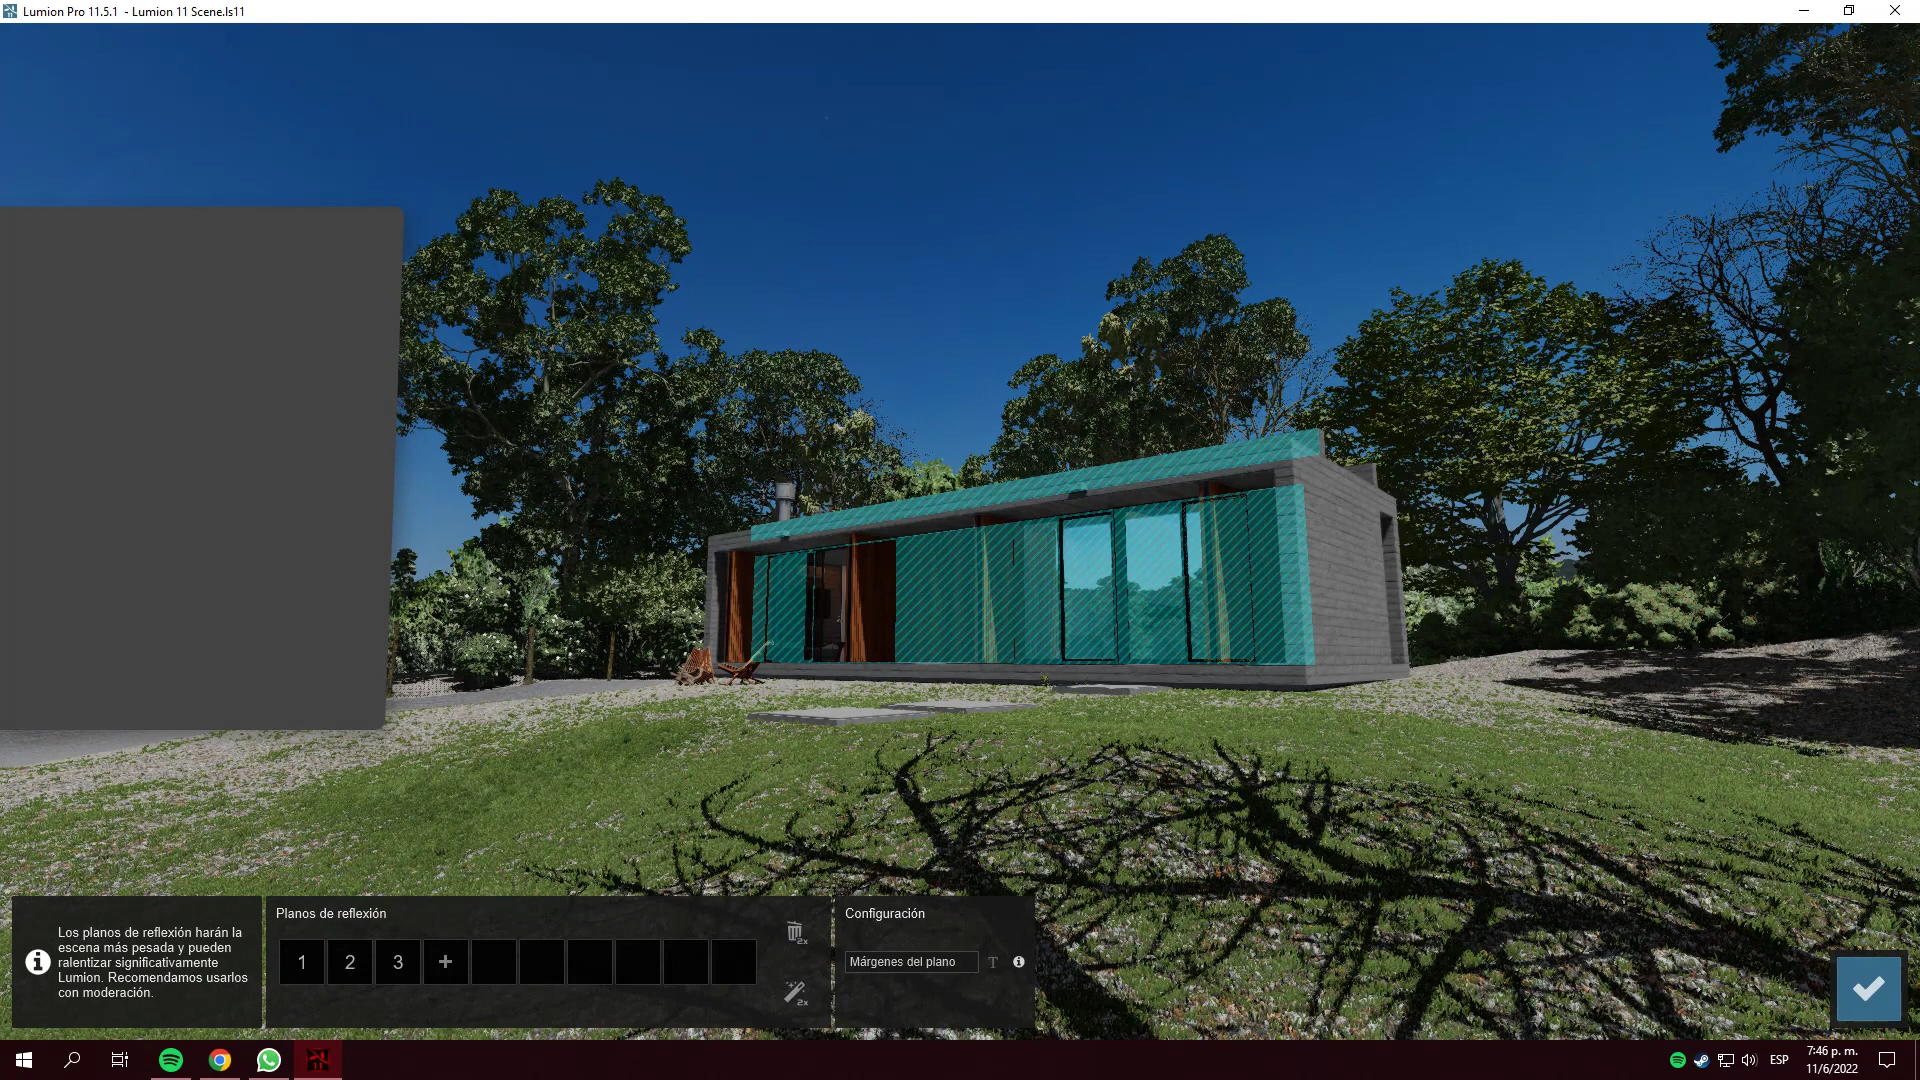 Lumion Pro 11.5.1 - Lumion 11 Scene.ls11
Los planos de reflexión harán la
escena más pesada y pueden
ralentizar significativamente
Lumion. Recomendamos usarlos
con moderación.
Planos de reflexión
1 2 3 +
2x
2x
Configuración
Márgenes del plano T
ESP
7:46 p. m.
11/6/2022